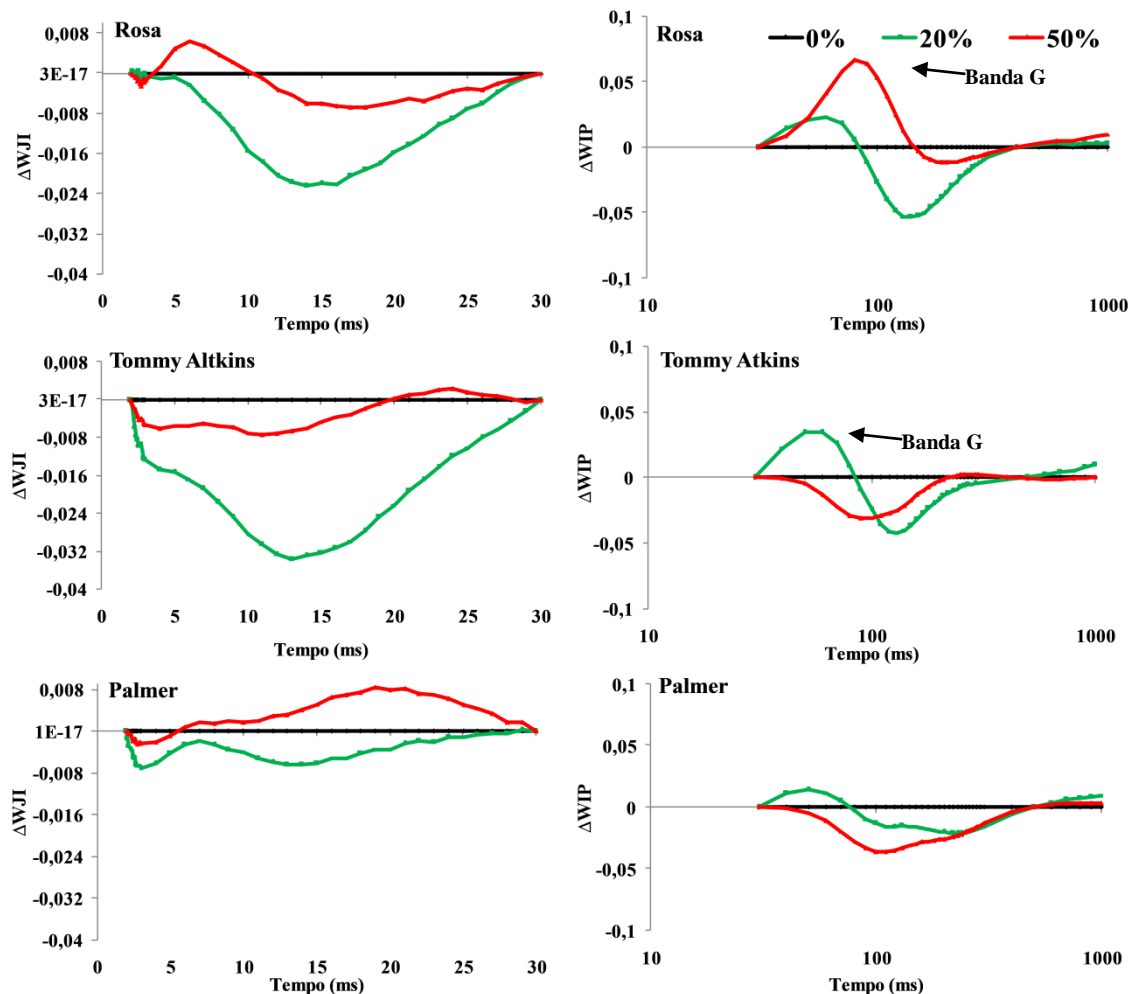 0,008
Rosa
3E-17
-0,008
-0,016
-0,024
-0,032
-0,04
ΔWJI
0 5 10 15 20 25 30
Tempo (ms)
0,1
Rosa
0% 20% 50%
Banda G
0,05
0
-0,05
-0,1
ΔWIP
10 100 1000
Tempo (ms)
0,008
Tommy Altkins
3E-17
-0,008
-0,016
-0,024
-0,032
-0,04
ΔWJI
0 5 10 15 20 25 30
Tempo (ms)
0,1
Tommy Atkins
Banda G
0,05
0
-0,05
-0,1
ΔWIP
10 100 1000
Tempo (ms)
0,008
Palmer
1E-17
-0,008
-0,016
-0,024
-0,032
-0,04
ΔWJI
0 5 10 15 20 25 30
Tempo (ms)
0,1
Palmer
0,05
0
-0,05
-0,1
ΔWIP
10 100 1000
Tempo (ms)